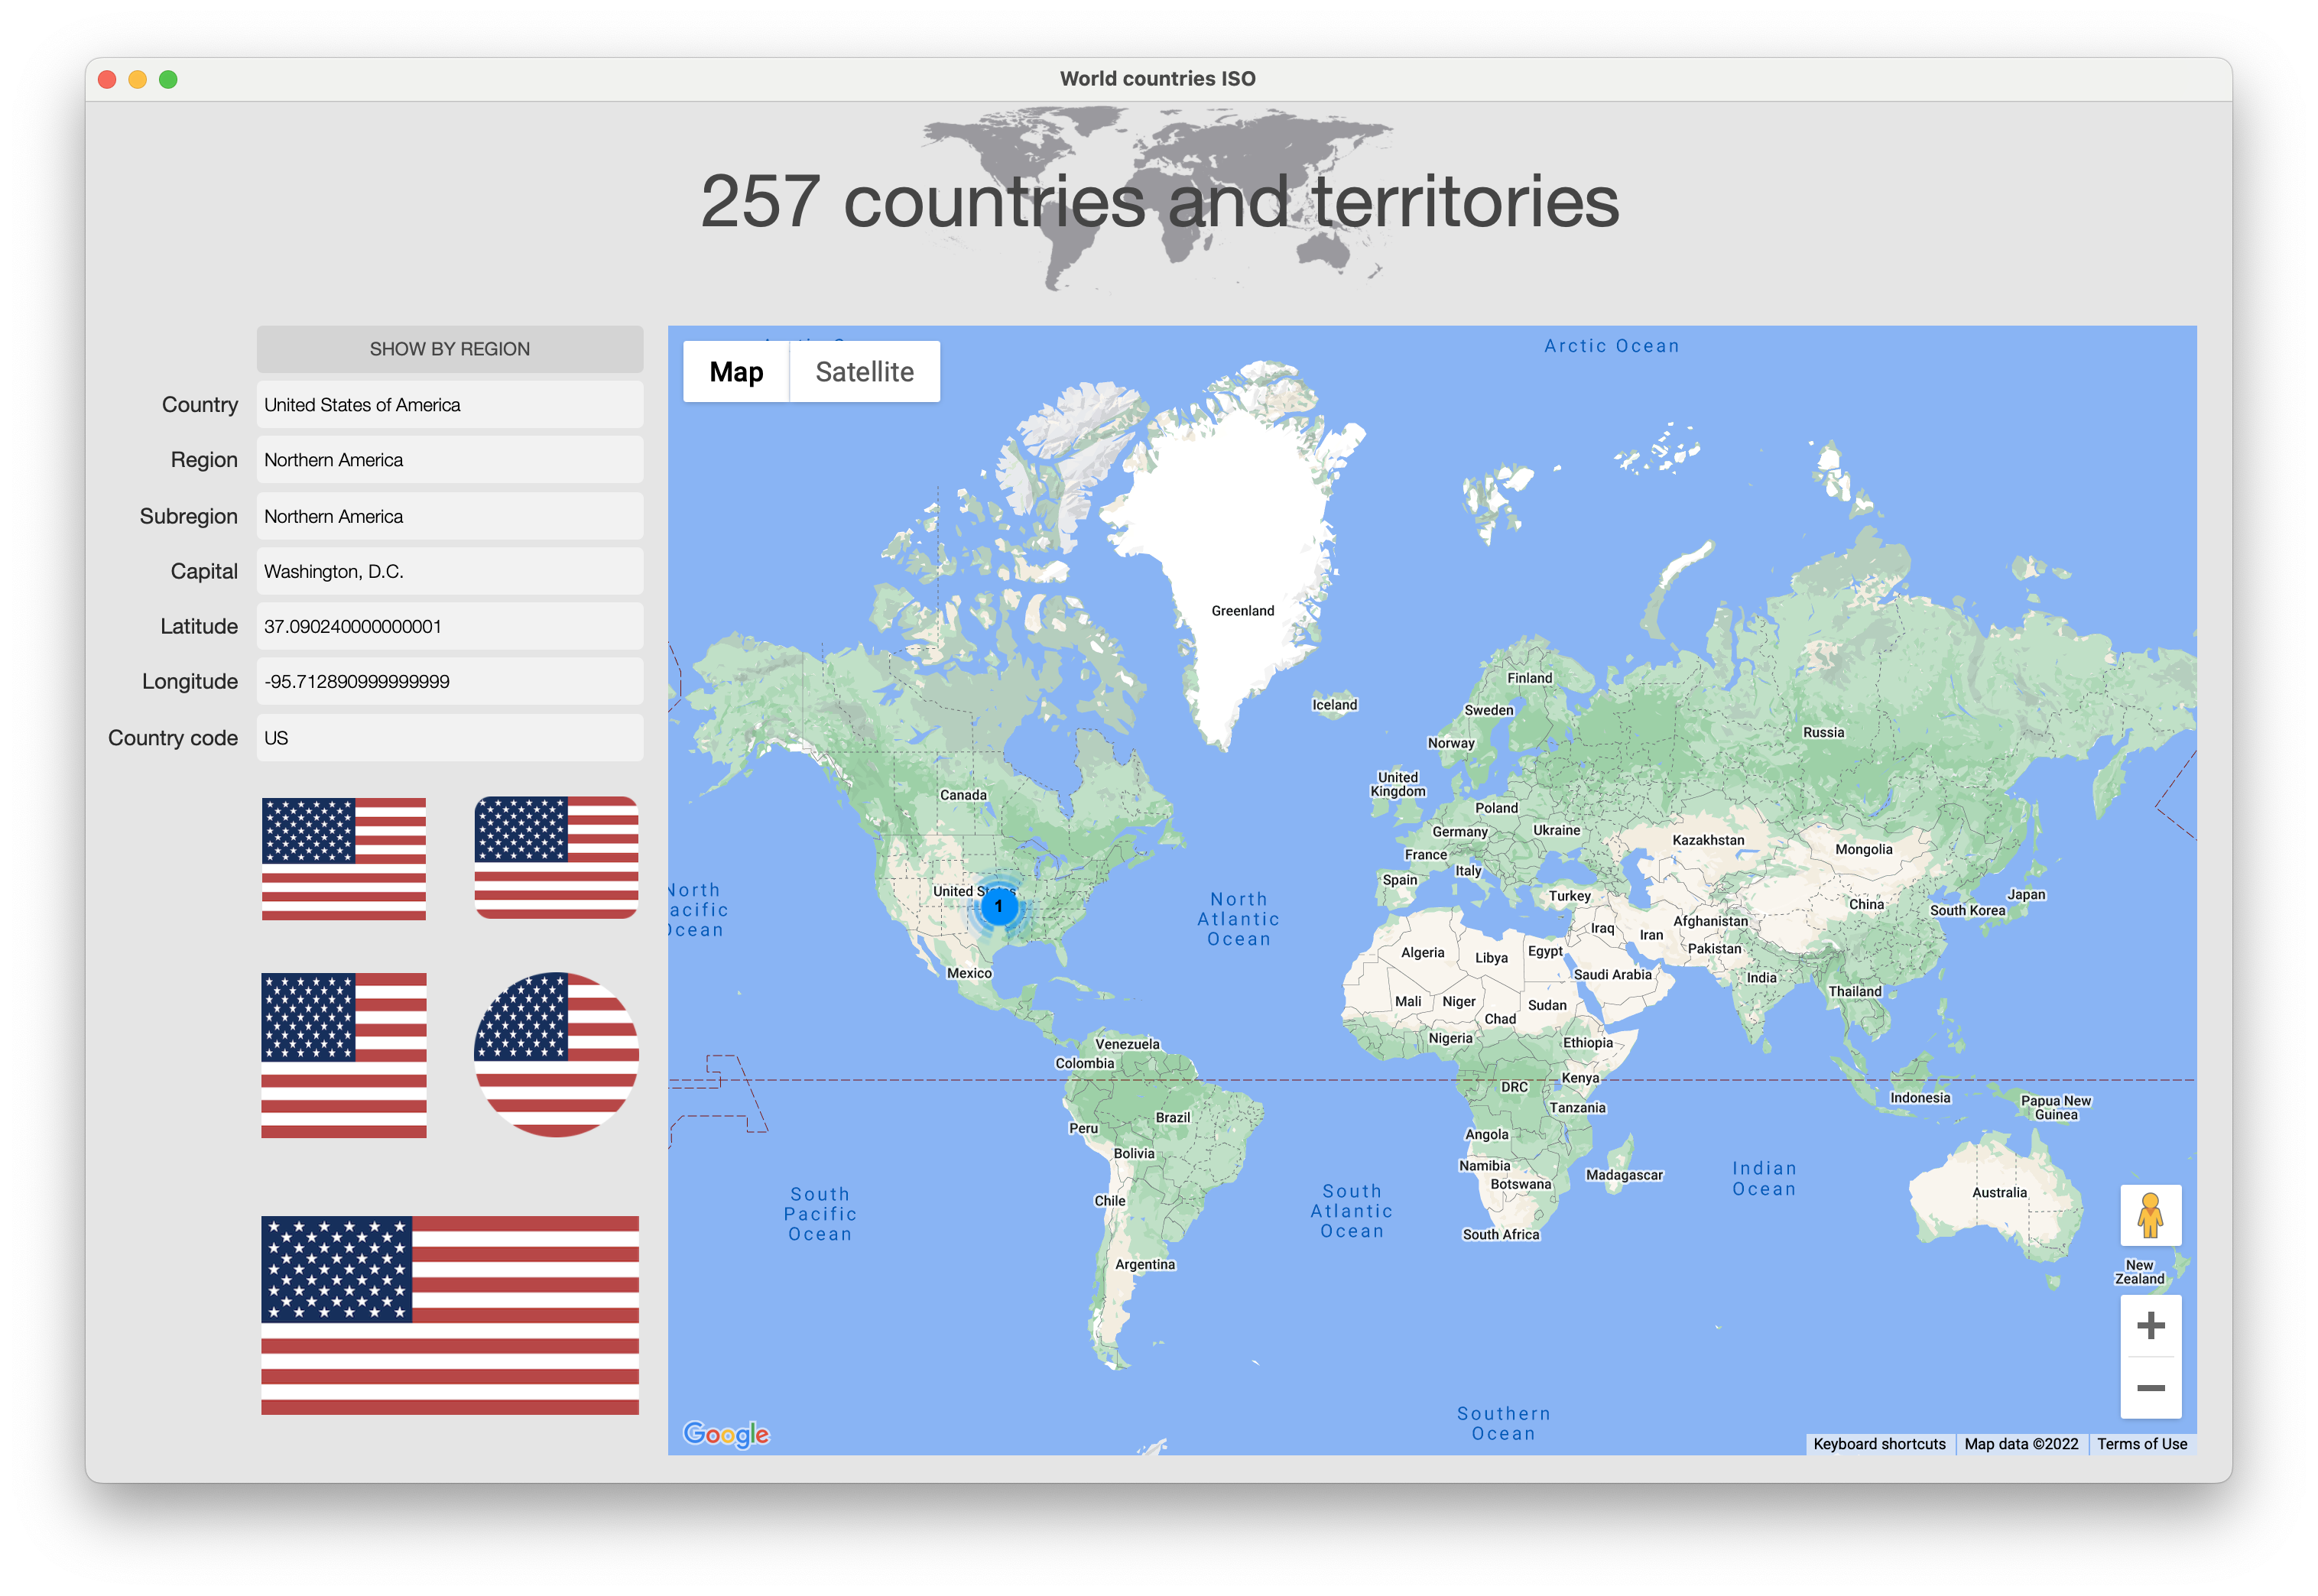 World countries ISO
257 countries and territories
SHOW BY REGION
Country
United States of America
Region
Northern America
Subregion
Northern America
Capital
Washington, D.C.
Latitude
37.090240000000001
Longitude
-95.712890999999999
Country code
US
Map
Satellite
Arctic Ocean
Greenland
Iceland
Finland
Sweden
Norway
Russia
United
Kingdom
Canada
Poland
Germany
Ukraine
France
Kazakhstan
Mongolia
Italy
Spain
United States
1
North
acific
Ocean
North
Atlantic
Ocean
Turkey
China
Japan
South Korea
Afghanistan
Iraq
Iran
Pakistan
Algeria
Libya
Egypt
Saudi Arabia
India
Mexico
Thailand
Mali
Niger
Chad
Sudan
Nigeria
Ethiopia
Venezuela
Colombia
DRC
Kenya
Tanzania
Indonesia
Papua New
Guinea
Brazil
Peru
Bolivia
Angola
Namibia
Botswana
Madagascar
Indian
Ocean
Chile
South
Pacific
Ocean
South
Atlantic
Ocean
South Africa
Australia
Argentina
New
Zealand
Southern
Ocean
Google
Keyboard shortcuts
Map data ©2022
Terms of Use